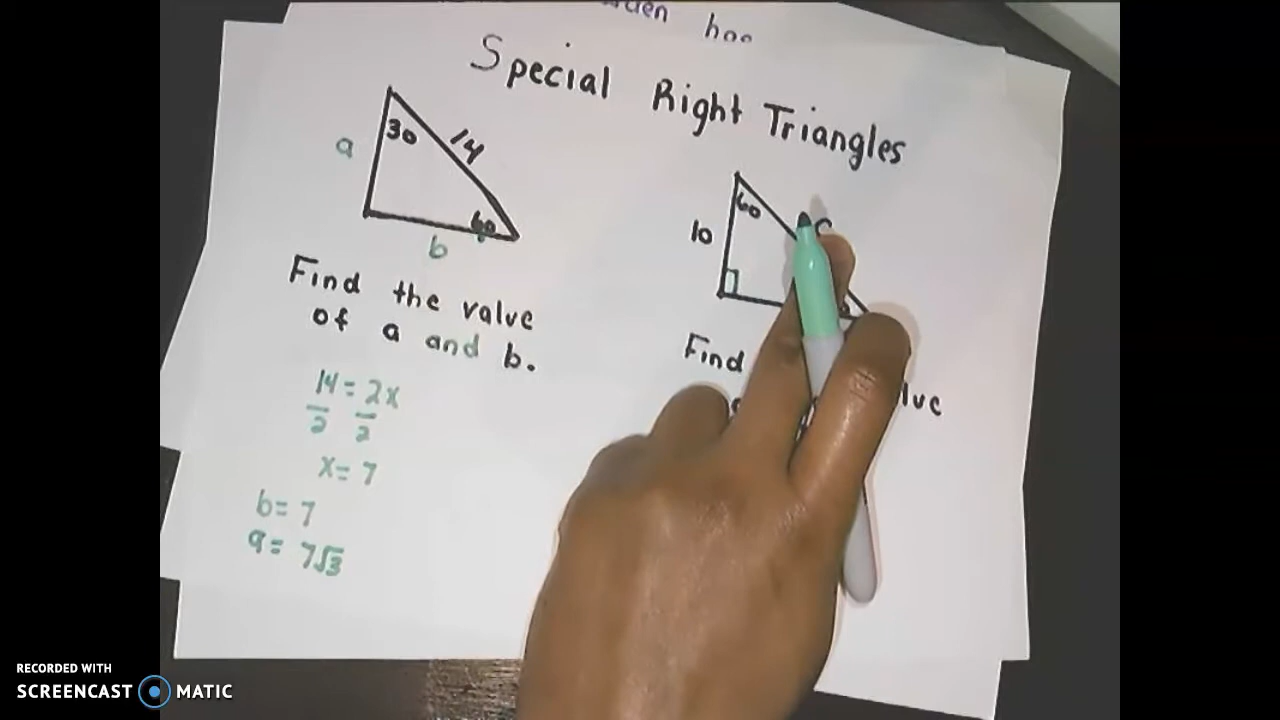 hoo
Special Right Triangles
30
14
a
60
b
Find the value
of a and b.
14 = 2x
2 2
x = 7
b = 7
a = 7√3
60
10
c
Find
RECORDED WITH
SCREENCAST MATIC